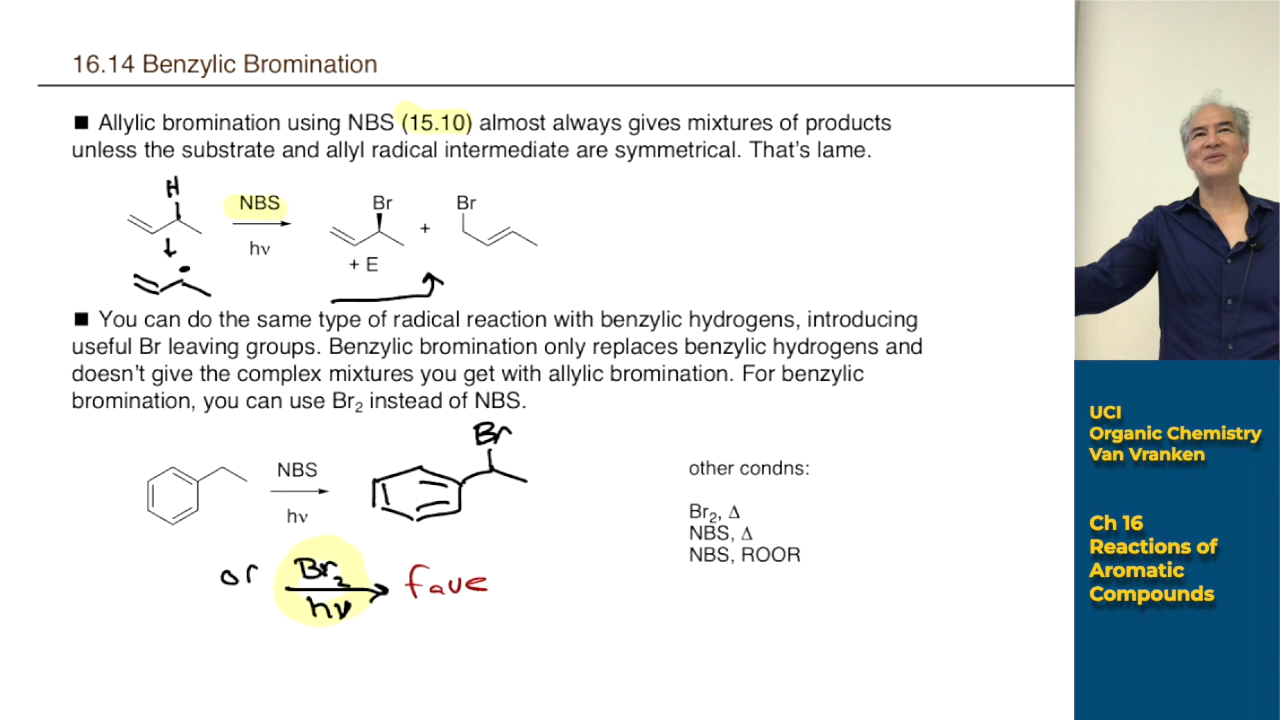 16.14 Benzylic Bromination
■ Allylic bromination using NBS (15.10) almost always gives mixtures of products
unless the substrate and allyl radical intermediate are symmetrical. That's lame.
H
NBS
hν
Br
+ E
+
Br
■ You can do the same type of radical reaction with benzylic hydrogens, introducing
useful Br leaving groups. Benzylic bromination only replaces benzylic hydrogens and
doesn't give the complex mixtures you get with allylic bromination. For benzylic
bromination, you can use Br₂ instead of NBS.
NBS
hν
Br
or
Br₂
hν
fave
other condns:
Br₂, Δ
NBS, Δ
NBS, ROOR
UCI
Organic Chemistry
Van Vranken
Ch 16
Reactions of
Aromatic
Compounds